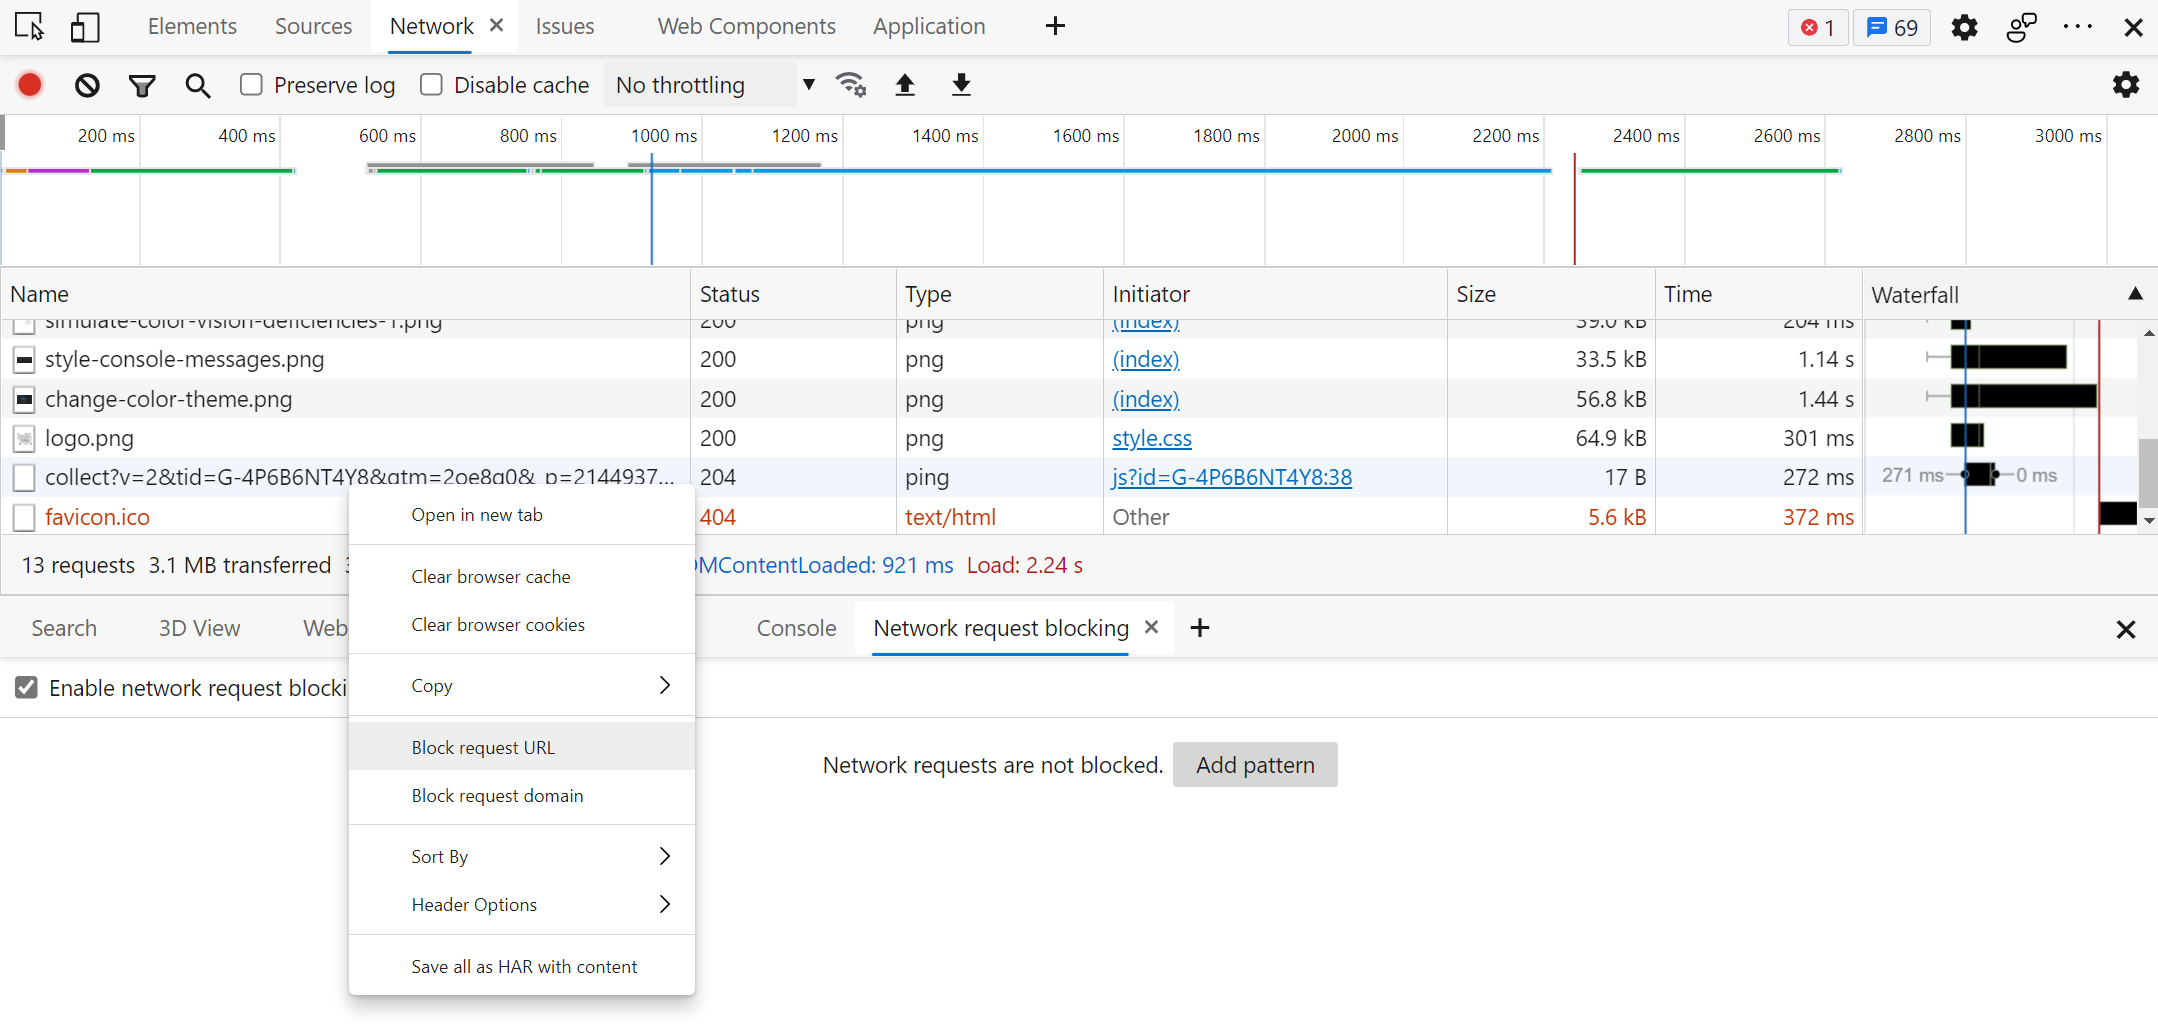 Elements Sources Network Issues Web Components Application 1 69
Preserve log Disable cache No throttling
200 ms 400 ms 600 ms 800 ms 1000 ms 1200 ms 1400 ms 1600 ms 1800 ms 2000 ms 2200 ms 2400 ms 2600 ms 2800 ms 3000 ms
Name Status Type Initiator Size Time Waterfall
simulate-color-vision-deficiencies-1.png 200 png (index) 39.0 kB 204 ms
style-console-messages.png 200 png (index) 33.5 kB 1.14 s
change-color-theme.png 200 png (index) 56.8 kB 1.44 s
logo.png 200 png style.css 64.9 kB 301 ms
collect?v=2&tid=G-4P6B6NT4Y8&gtm=2oe8g0&_p=2144937... 204 ping js?id=G-4P6B6NT4Y8:38 17 B 272 ms 271 ms 0 ms
favicon.ico 404 text/html Other 5.6 kB 372 ms
13 requests 3.1 MB transferred MContentLoaded: 921 ms Load: 2.24 s
Search 3D View Web Console Network request blocking
Enable network request blocki
Network requests are not blocked. Add pattern
Open in new tab
Clear browser cache
Clear browser cookies
Copy
Block request URL
Block request domain
Sort By
Header Options
Save all as HAR with content